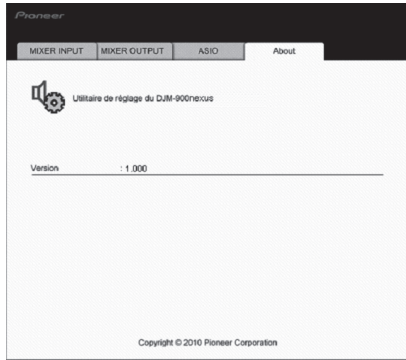 Pioneer
MIXER INPUT MIXER OUTPUT ASIO About
Utilitaire de réglage du DJM-900nexus
Version : 1.000
Copyright © 2010 Pioneer Corporation